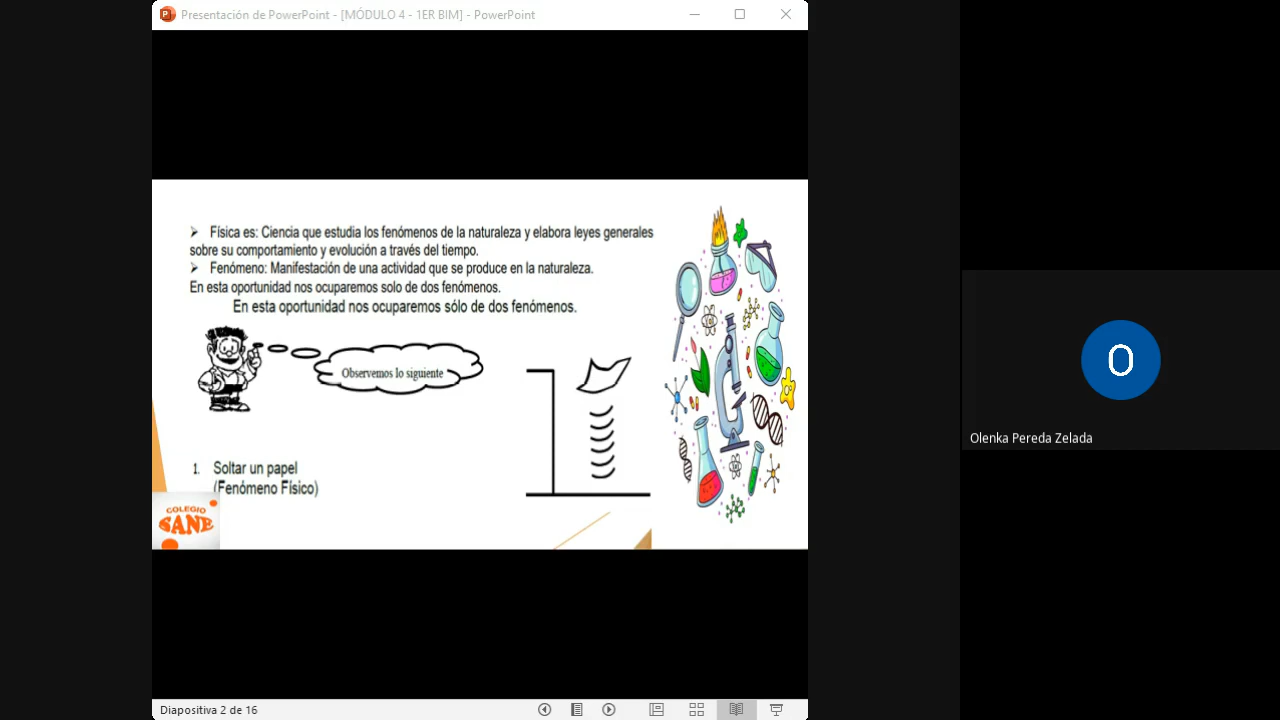 Presentación de PowerPoint - [MÓDULO 4 - 1ER BIM] - PowerPoint
➢ Física es: Ciencia que estudia los fenómenos de la naturaleza y elabora leyes generales
sobre su comportamiento y evolución a través del tiempo.
➢ Fenómeno: Manifestación de una actividad que se produce en la naturaleza.
En esta oportunidad nos ocuparemos solo de dos fenómenos.
En esta oportunidad nos ocuparemos sólo de dos fenómenos.
Observemos lo siguiente
1. Soltar un papel
(Fenómeno Físico)
COLEGIO
SANE
O
Olenka Pereda Zelada
Diapositiva 2 de 16